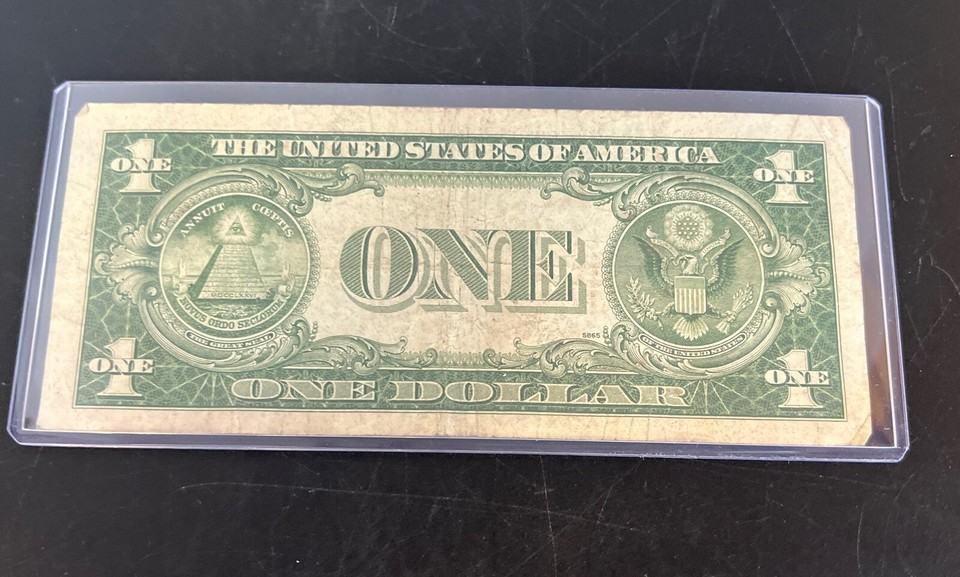 THE UNITED STATES OF AMERICA
1 ONE
1 ONE
ANNUIT CŒPTIS
MDCCLXXVI
NOVUS ORDO SECLORUM
THE GREAT SEAL
ONE
5865
OF THE UNITED STATES
1 ONE
1 ONE
ONE DOLLAR